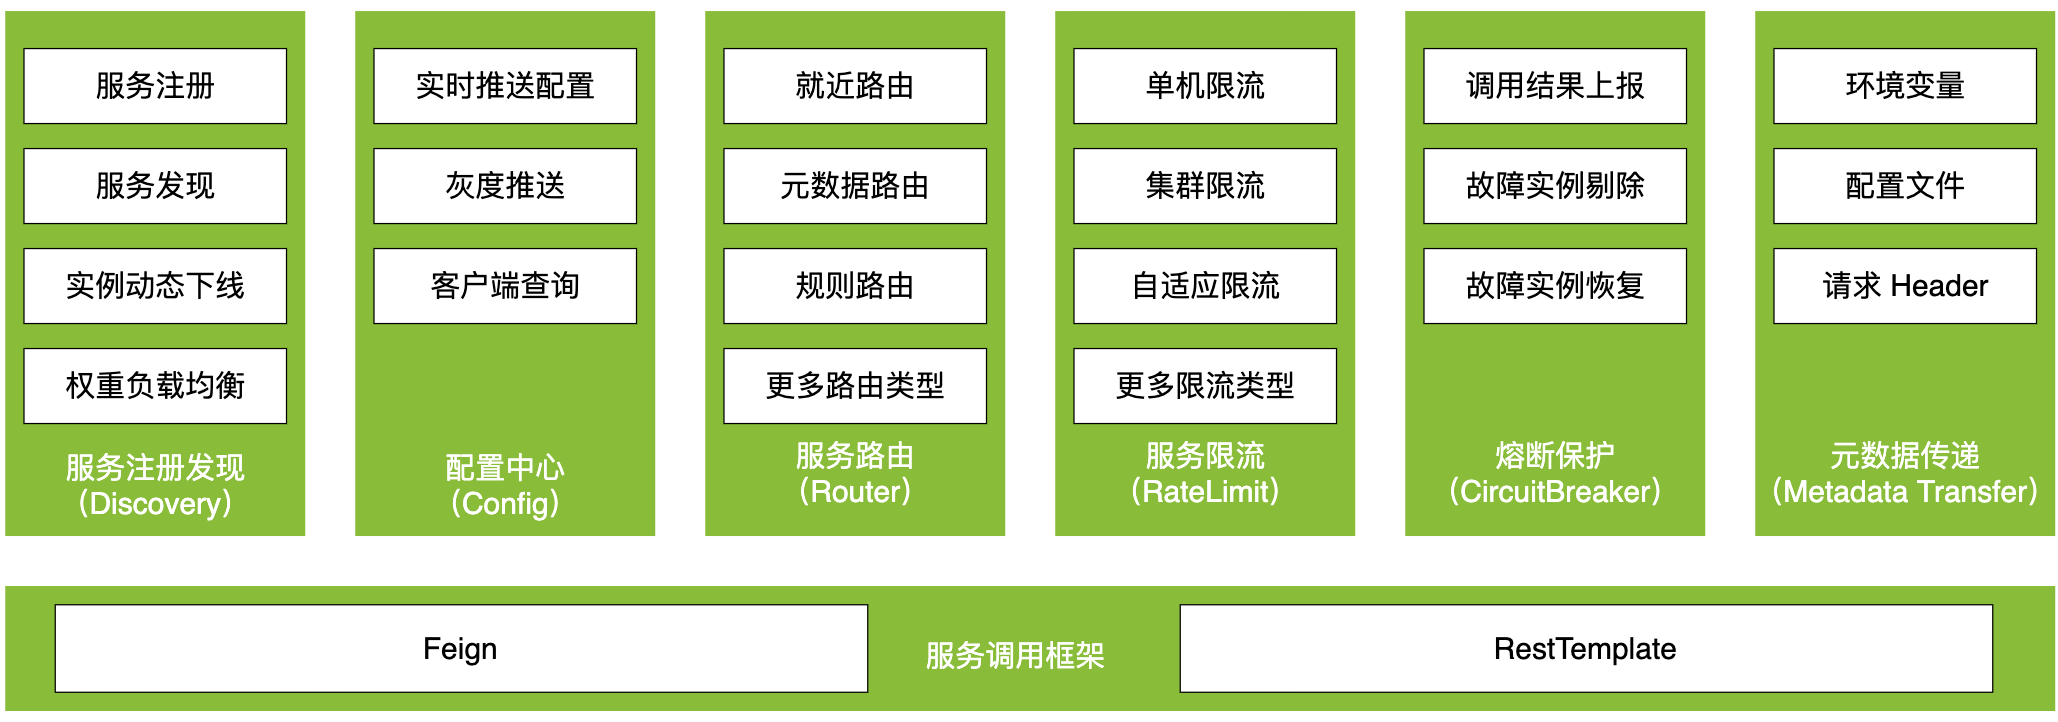 服务注册
服务发现
实例动态下线
权重负载均衡
服务注册发现
（Discovery）
实时推送配置
灰度推送
客户端查询
配置中心
（Config）
就近路由
元数据路由
规则路由
更多路由类型
服务路由
（Router）
单机限流
集群限流
自适应限流
更多限流类型
服务限流
（RateLimit）
调用结果上报
故障实例剔除
故障实例恢复
熔断保护
（CircuitBreaker）
环境变量
配置文件
请求 Header
元数据传递
（Metadata Transfer）
Feign
服务调用框架
RestTemplate